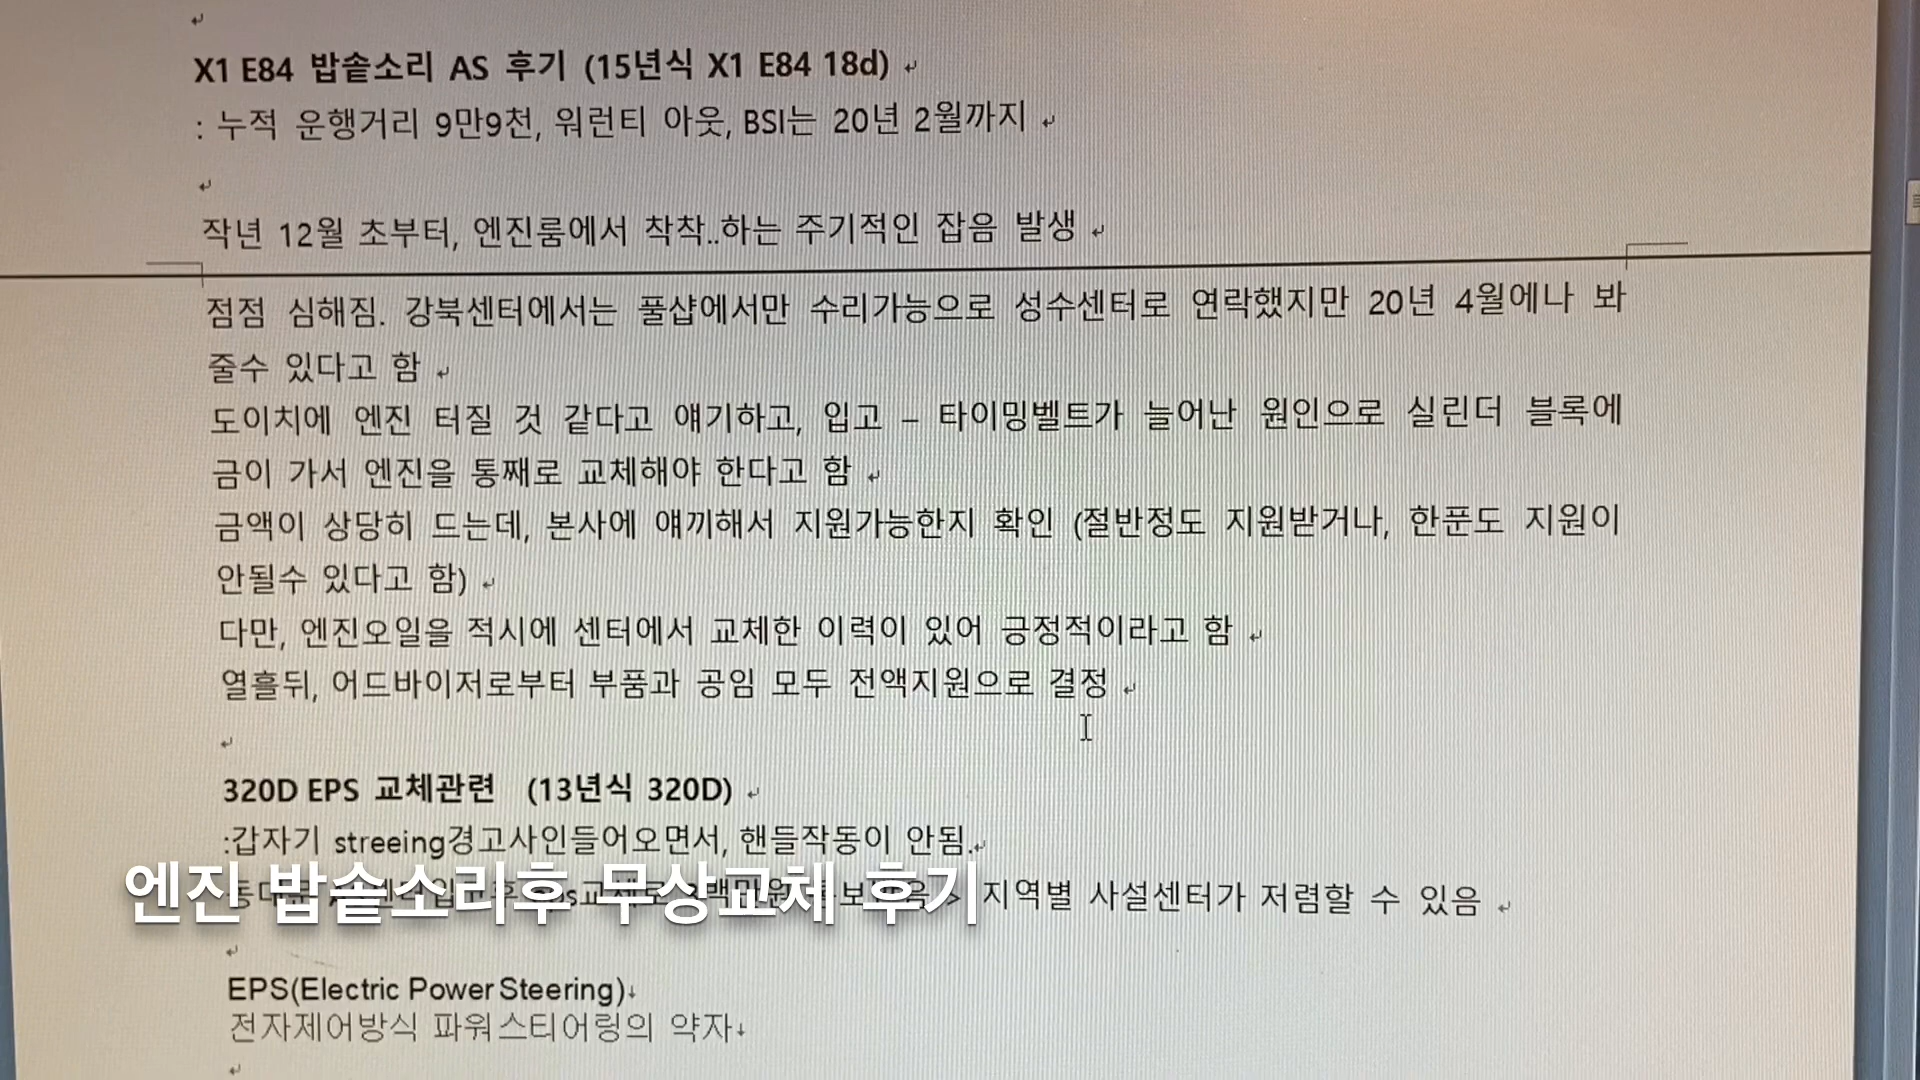 X1 E84 밥솥소리 AS 후기 (15년식 X1 E84 18d)
: 누적 운행거리 9만9천, 워런티 아웃, BSI는 20년 2월까지
작년 12월 초부터, 엔진룸에서 착착..하는 주기적인 잡음 발생
점점 심해짐. 강북센터에서는 풀샵에서만 수리가능으로 성수센터로 연락했지만 20년 4월에나 봐
줄수 있다고 함
도이치에 엔진 터질 것 같다고 얘기하고, 입고 – 타이밍벨트가 늘어난 원인으로 실린더 블록에
금이 가서 엔진을 통째로 교체해야 한다고 함
금액이 상당히 드는데, 본사에 얘끼해서 지원가능한지 확인 (절반정도 지원받거나, 한푼도 지원이
안될수 있다고 함)
다만, 엔진오일을 적시에 센터에서 교체한 이력이 있어 긍정적이라고 함
열흘뒤, 어드바이저로부터 부품과 공임 모두 전액지원으로 결정
320D EPS 교체관련 (13년식 320D)
:갑자기 streeing경고사인들어오면서, 핸들작동이 안됨.
지역별 사설센터가 저렴할 수 있음
엔진 밥솥소리후 무상교체 후기
EPS(Electric Power Steering)
전자제어방식 파워스티어링의 약자